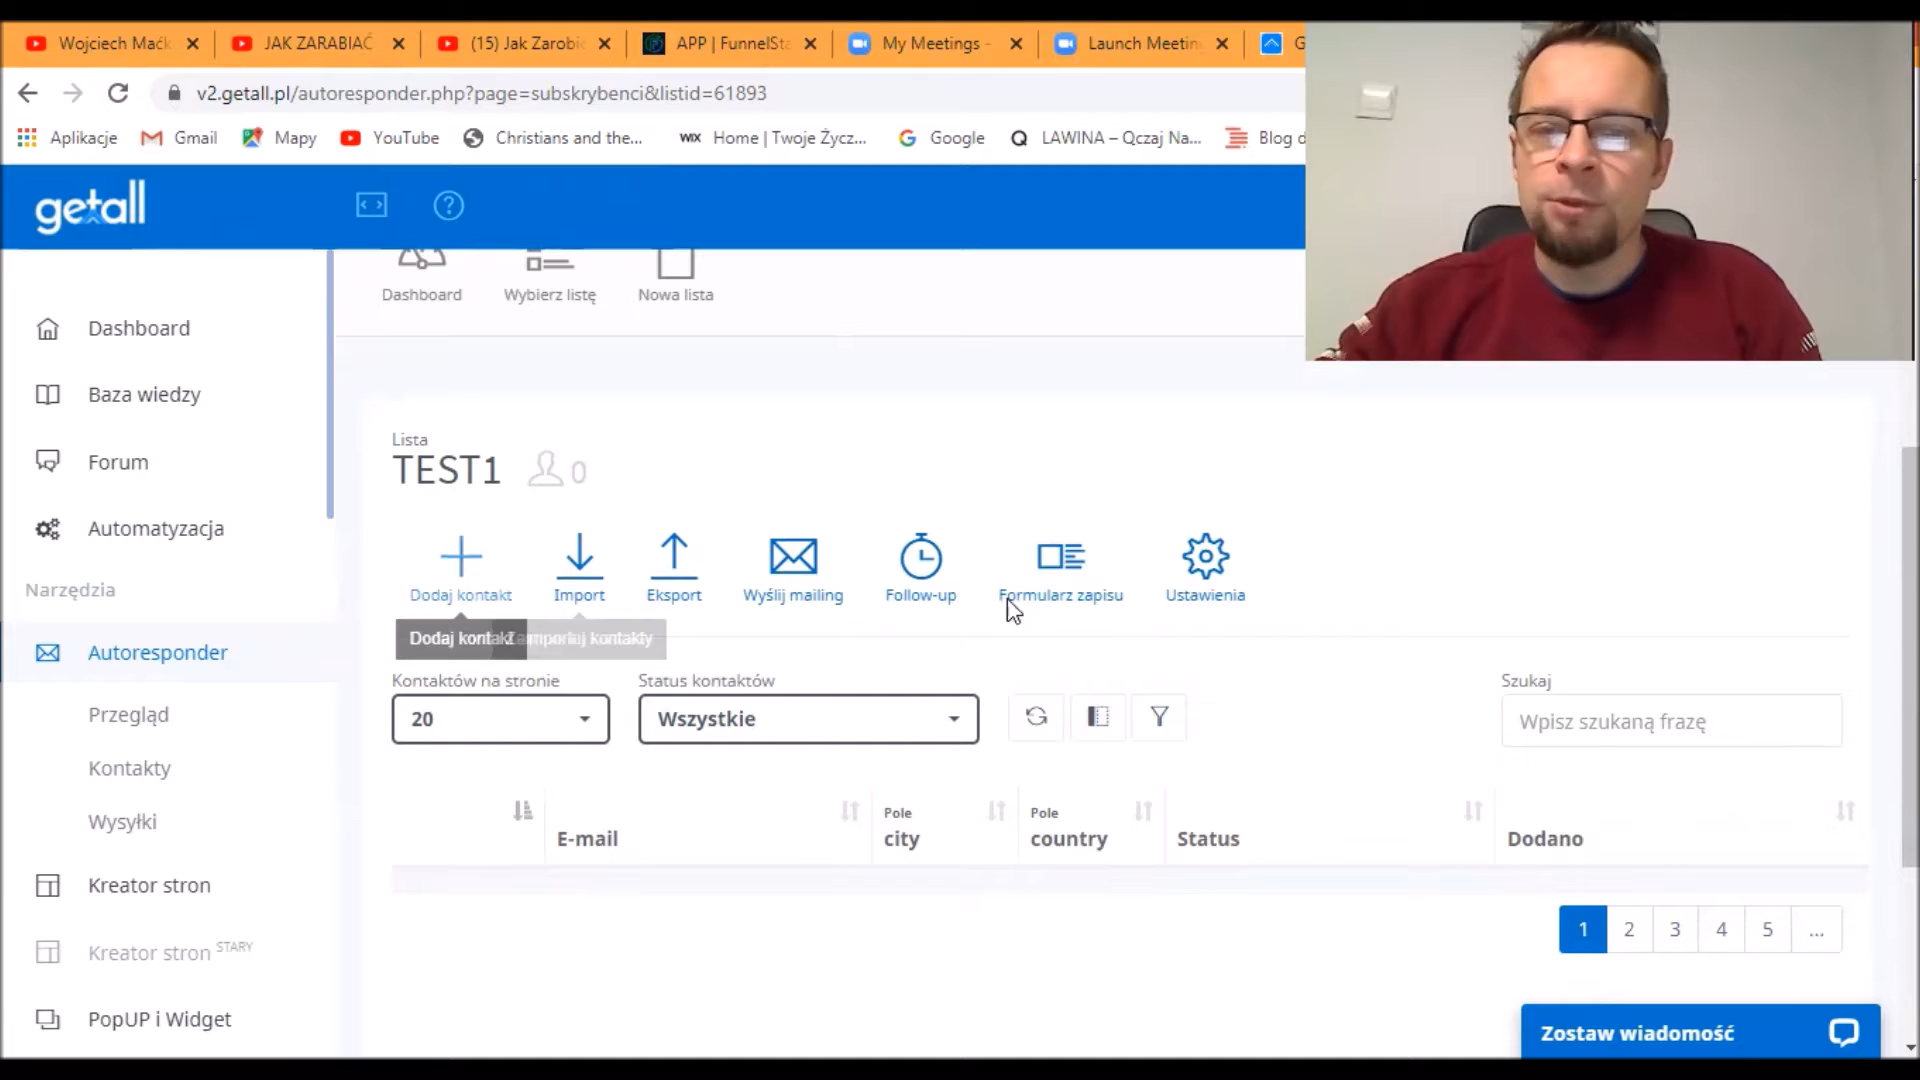 Wojciech Maćk
JAK ZARABIAĆ
(15) Jak Zarobić
APP | FunnelSta
My Meetings -
Launch Meetin
G
v2.getall.pl/autoresponder.php?page=subskrybenci&listid=61893
Aplikacje
Gmail
Mapy
YouTube
Christians and the...
WIX
Home | Twoje Życz...
Google
LAWINA – Qczaj Na...
Blog d
getall
Dashboard
Wybierz listę
Nowa lista
Dashboard
Baza wiedzy
Forum
Automatyzacja
Narzędzia
Autoresponder
Przegląd
Kontakty
Wysyłki
Kreator stron
Kreator stron STARY
PopUP i Widget
Lista
TEST1
0
Dodaj kontakt
Import
Eksport
Wyślij mailing
Follow-up
Formularz zapisu
Ustawienia
Dodaj kontakt
Zaimportuj kontakty
Kontaktów na stronie
Status kontaktów
Szukaj
20
Wszystkie
Wpisz szukaną frazę
E-mail
Pole
city
Pole
country
Status
Dodano
1
2
3
4
5
...
Zostaw wiadomość